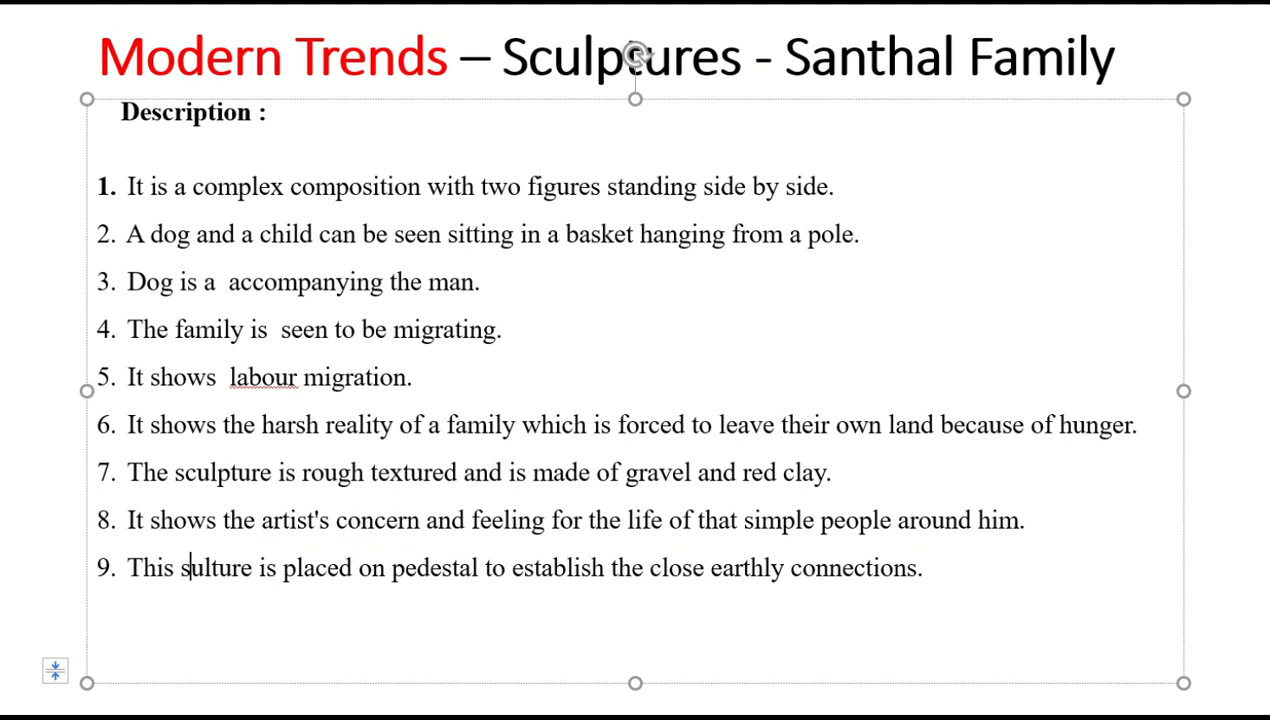 Modern Trends – Sculptures - Santhal Family
Description :
1. It is a complex composition with two figures standing side by side.
2. A dog and a child can be seen sitting in a basket hanging from a pole.
3. Dog is a  accompanying the man.
4. The family is  seen to be migrating.
5. It shows  labour migration.
6. It shows the harsh reality of a family which is forced to leave their own land because of hunger.
7. The sculpture is rough textured and is made of gravel and red clay.
8. It shows the artist's concern and feeling for the life of that simple people around him.
9. This sulture is placed on pedestal to establish the close earthly connections.